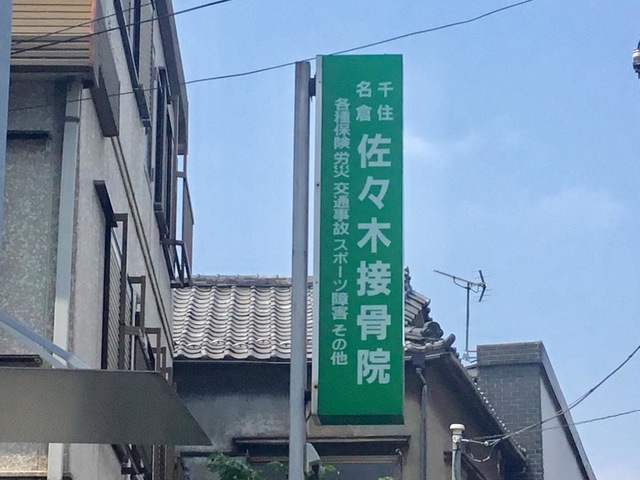 千住
名倉
佐々木接骨院
各種保険 労災 交通事故 スポーツ障害 その他